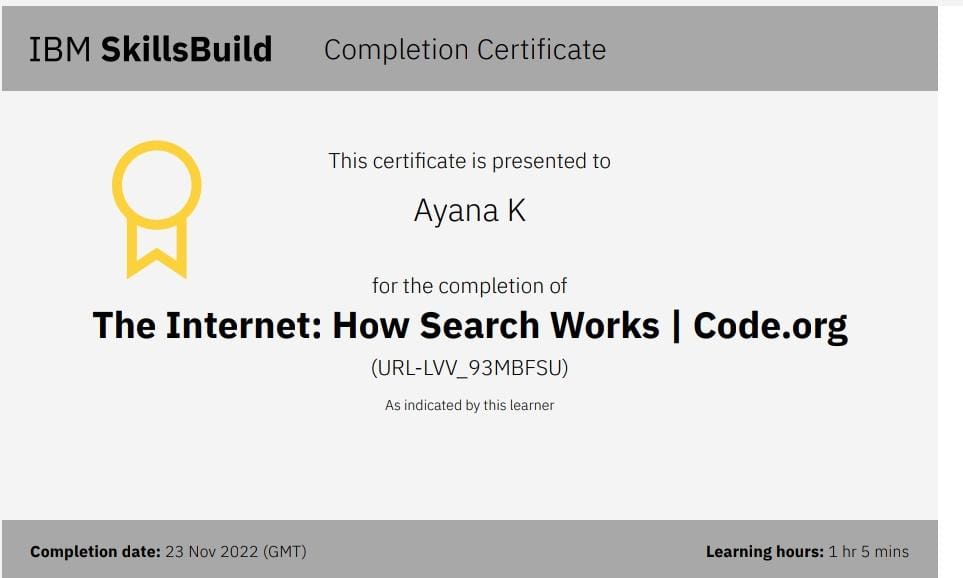 IBM SkillsBuild Completion Certificate
This certificate is presented to
Ayana K
for the completion of
The Internet: How Search Works | Code.org
(URL-LVV_93MBFSU)
As indicated by this learner
Completion date: 23 Nov 2022 (GMT) Learning hours: 1 hr 5 mins